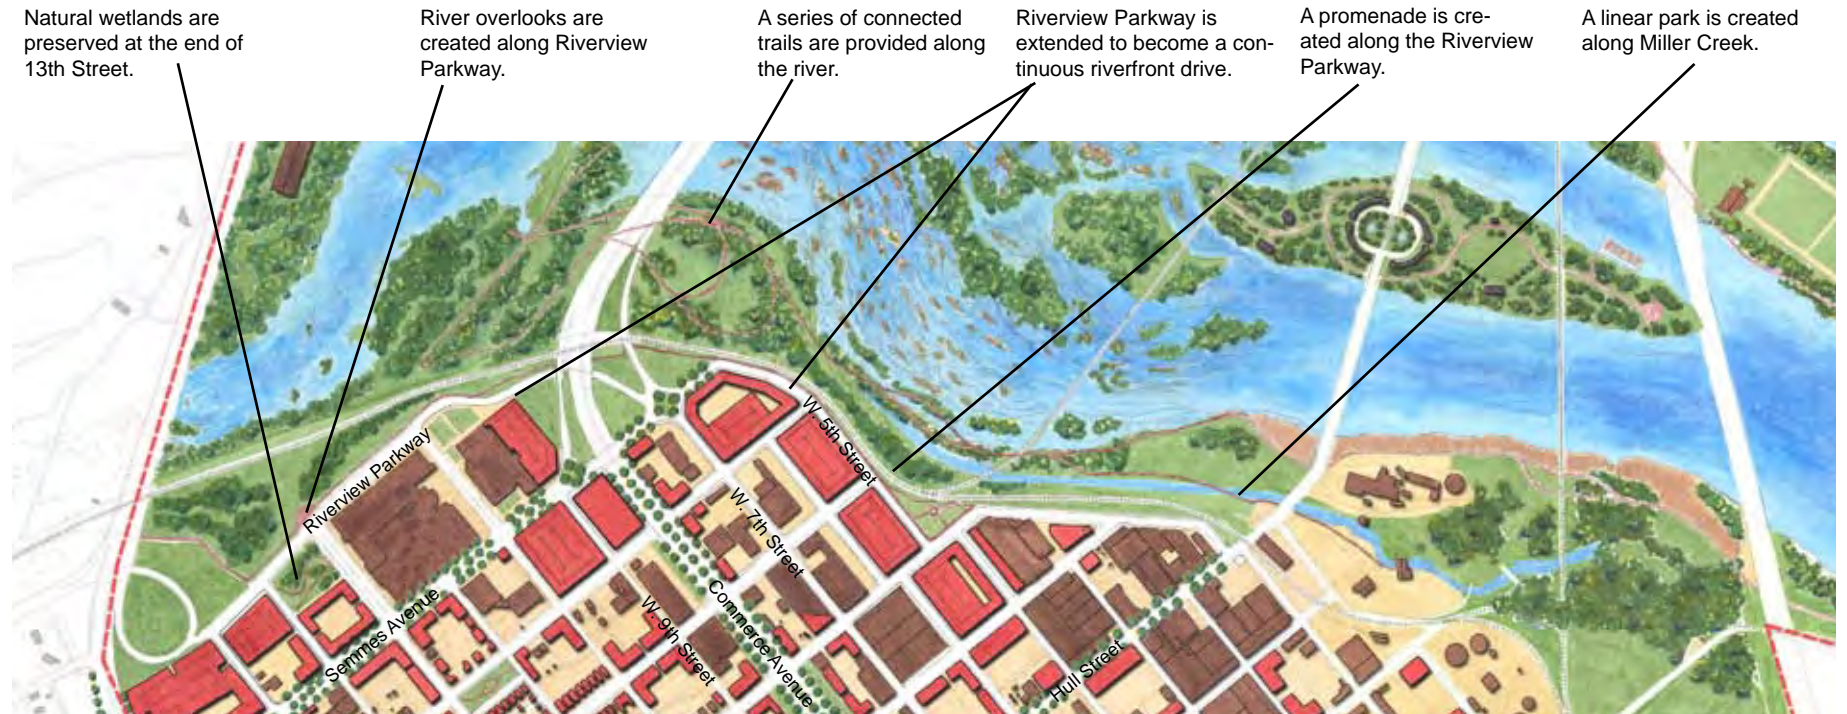 Natural wetlands are
preserved at the end of
13th Street.
River overlooks are
created along Riverview
Parkway.
A series of connected
trails are provided along
the river.
Riverview Parkway is
extended to become a con-
tinuous riverfront drive.
A promenade is cre-
ated along the Riverview
Parkway.
A linear park is created
along Miller Creek.
Riverview Parkway
W. 5th Street
W. 7th Street
Semmes Avenue
W. 9th Street
Commerce Avenue
Hull Street